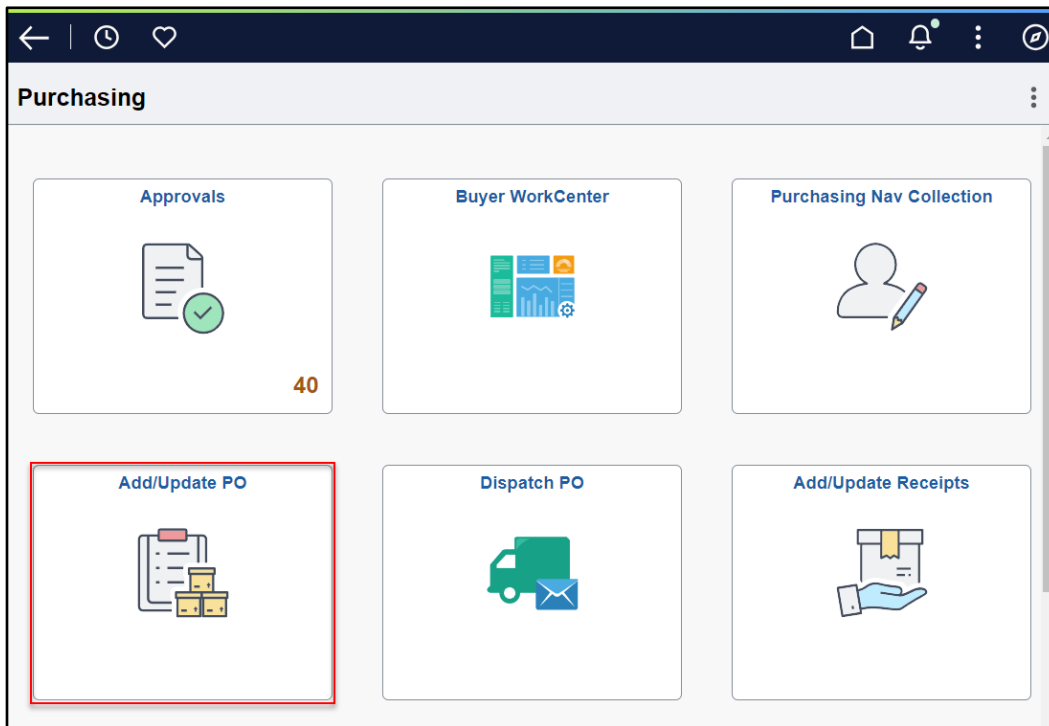 Purchasing
Approvals
Buyer WorkCenter
Purchasing Nav Collection
40
Add/Update PO
Dispatch PO
Add/Update Receipts